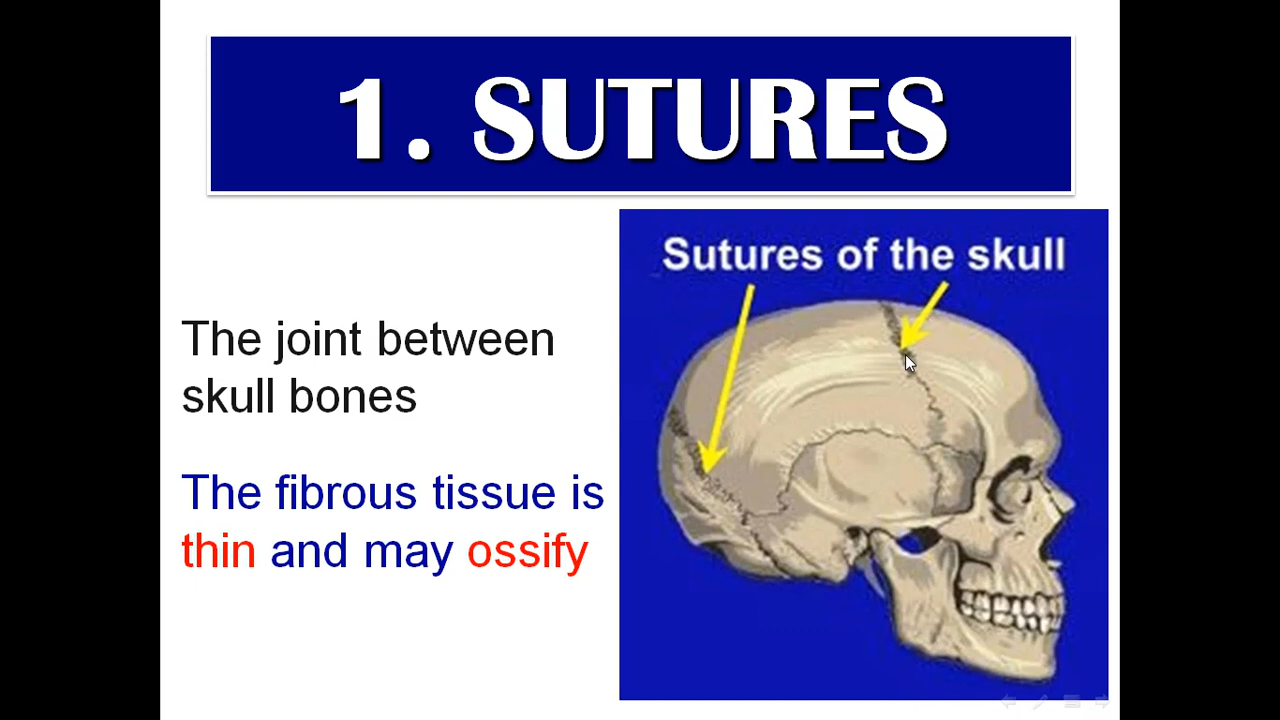 1. SUTURES
Sutures of the skull
The joint between
skull bones
The fibrous tissue is
thin and may ossify